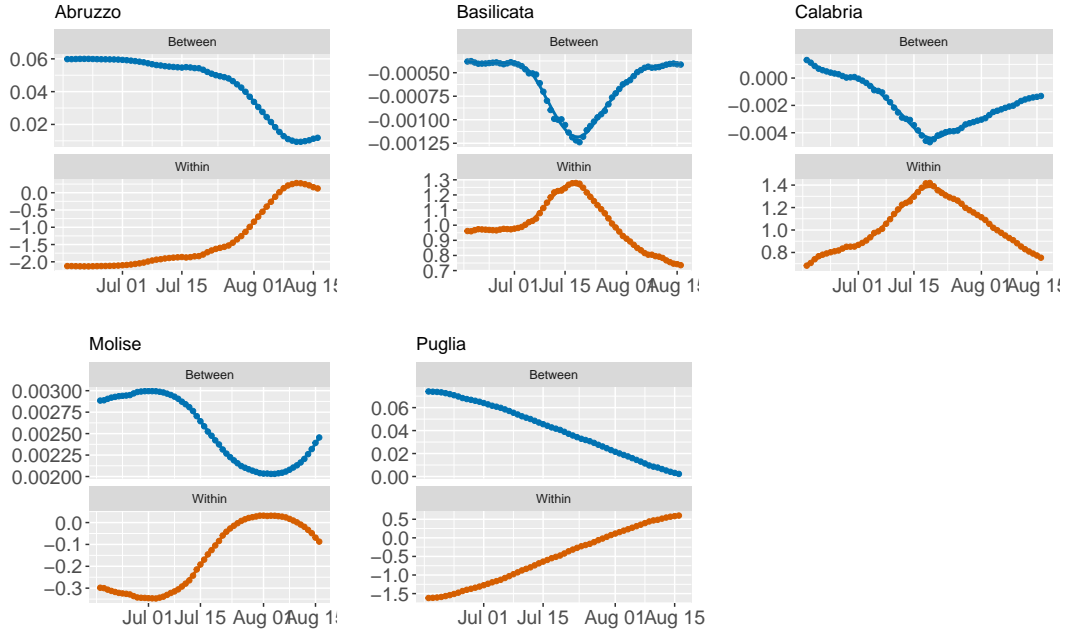 Abruzzo
Between
0.06
0.04
0.02
Within
0.0
−0.5
−1.0
−1.5
−2.0
Jul 01 Jul 15 Aug 01 Aug 15
Basilicata
Between
−0.00050
−0.00075
−0.00100
−0.00125
Within
1.3
1.2
1.1
1.0
0.9
0.8
0.7
Jul 01 Jul 15 Aug 01 Aug 15
Calabria
Between
0.000
−0.002
−0.004
Within
1.4
1.2
1.0
0.8
Jul 01 Jul 15 Aug 01 Aug 15
Molise
Between
0.00300
0.00275
0.00250
0.00225
0.00200
Within
0.0
−0.1
−0.2
−0.3
Jul 01 Jul 15 Aug 01 Aug 15
Puglia
Between
0.06
0.04
0.02
0.00
Within
0.5
0.0
−0.5
−1.0
−1.5
Jul 01 Jul 15 Aug 01 Aug 15